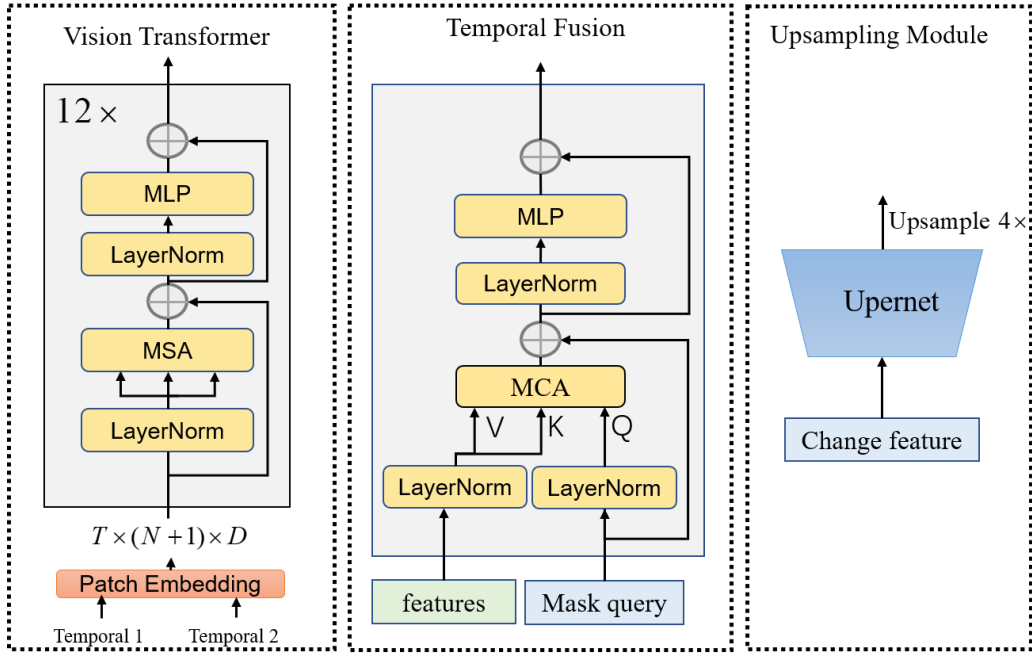 Vision Transformer
12 ×
MLP
LayerNorm
MSA
LayerNorm
T × (N + 1) × D
Patch Embedding
Temporal 1
Temporal 2
Temporal Fusion
MLP
LayerNorm
MCA
V
K
Q
LayerNorm
LayerNorm
features
Mask query
Upsampling Module
Upsample 4×
Upernet
Change feature